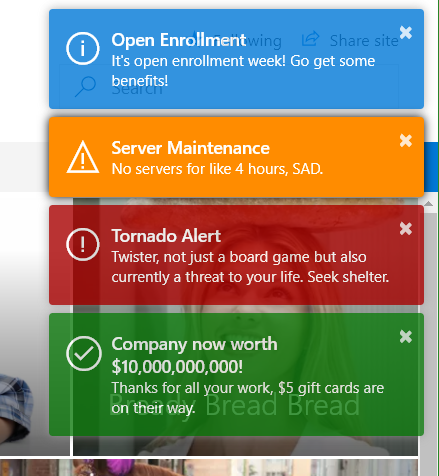 Open Enrollment
Following
Share site
It's open enrollment week! Go get some
benefits!
Search
Server Maintenance
No servers for like 4 hours, SAD.
Tornado Alert
Twister, not just a board game but also
currently a threat to your life. Seek shelter.
Company now worth
$10,000,000,000!
Thanks for all your work, $5 gift cards are
on their way.
Bready Bread Bread